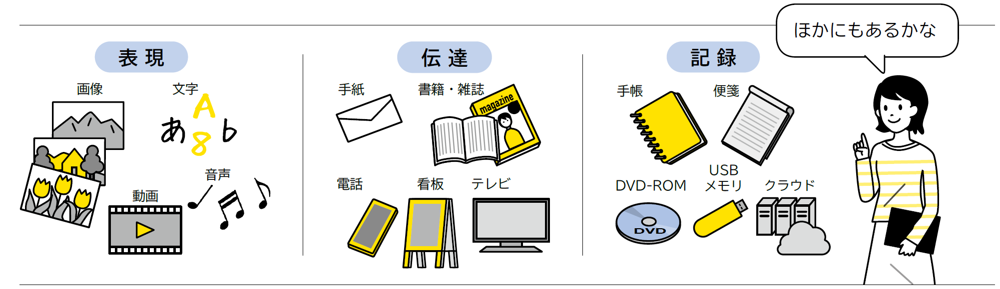 ほかにもあるかな
表現
画像
文字
A
あ
8
b
音声
動画
伝達
手紙
書籍・雑誌
magazine
電話
看板
テレビ
記録
手帳
便箋
DVD-ROM
USB
メモリ
クラウド
DVD